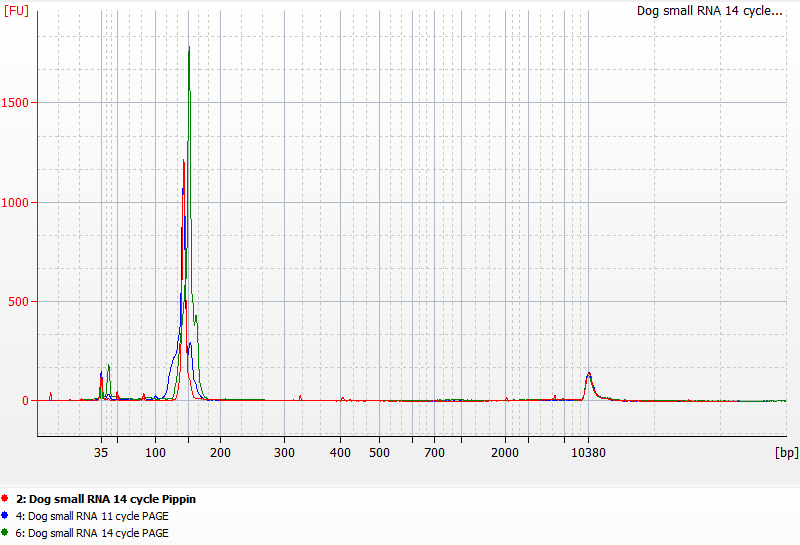 [FU]
Dog small RNA 14 cycle...
1500
1000
500
0
35 100 200 300 400 500 700 2000 10380 [bp]
2: Dog small RNA 14 cycle Pippin
4: Dog small RNA 11 cycle PAGE
6: Dog small RNA 14 cycle PAGE